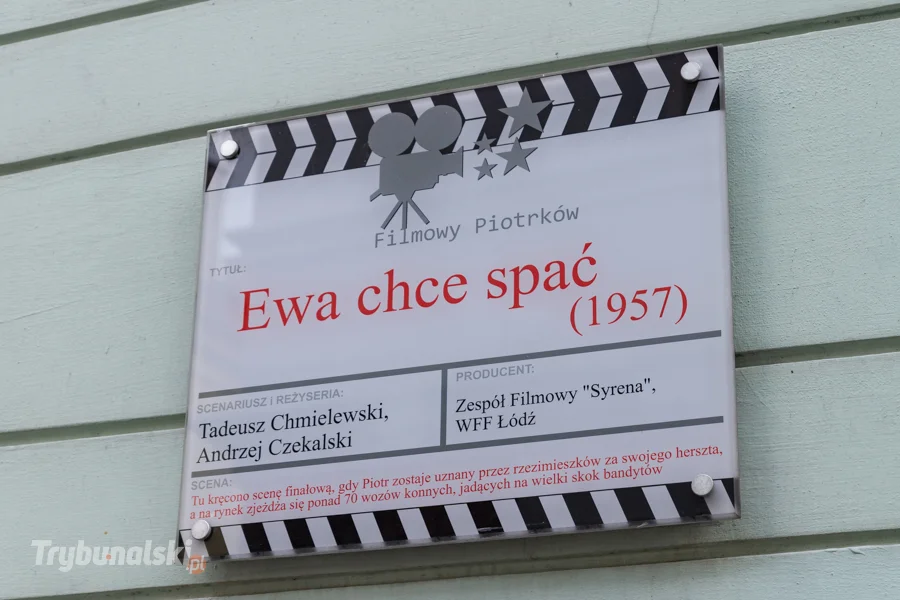 Filmowy Piotrków
TYTUŁ:
Ewa chce spać
(1957)
SCENARIUSZ i REŻYSERIA:
Tadeusz Chmielewski,
Andrzej Czekalski
PRODUCENT:
Zespół Filmowy "Syrena",
WFF Łódź
SCENA:
Tu kręcono scenę finałową, gdy Piotr zostaje uznany przez rzezimieszków za swojego herszta,
a na rynek zjeżdża się ponad 70 wozów konnych, jadących na wielki skok bandytów
Trybunalski.pl